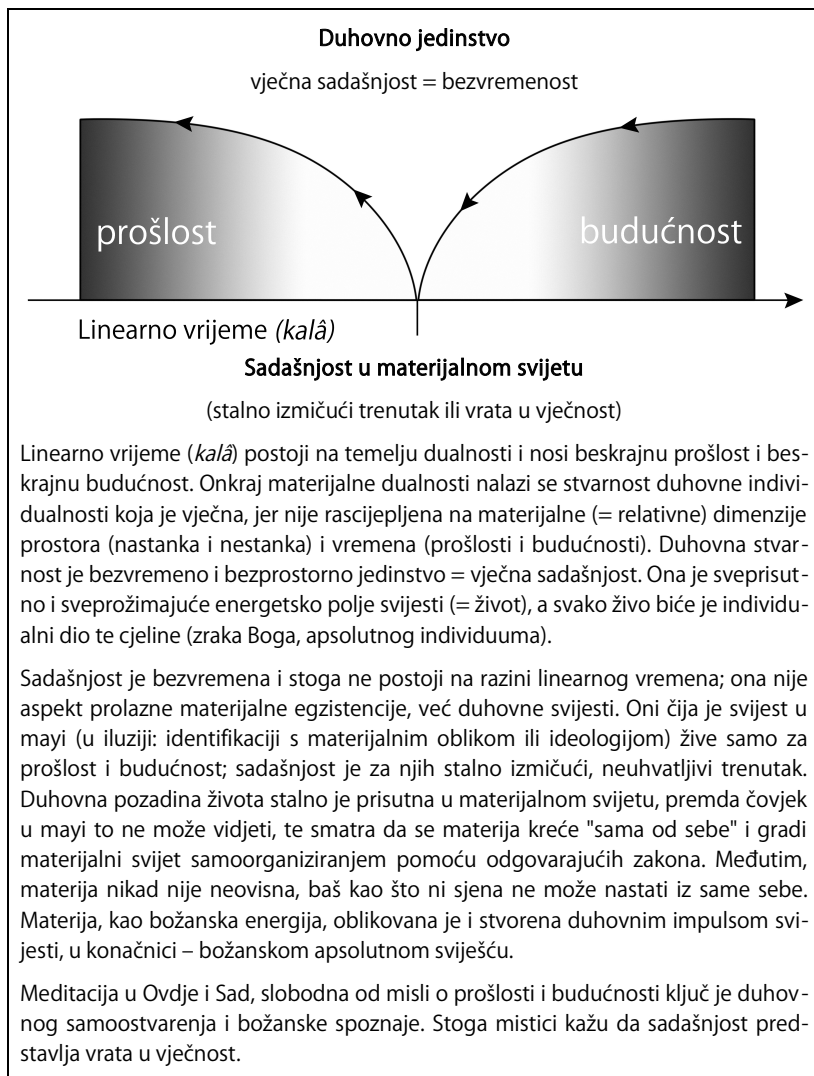 Duhovno jedinstvo
vječna sadašnjost = bezvremenost
prošlost
budućnost
Linearno vrijeme (kalâ)
Sadašnjost u materijalnom svijetu
(stalno izmičući trenutak ili vrata u vječnost)
Linearno vrijeme (kalâ) postoji na temelju dualnosti i nosi beskrajnu prošlost i bes-
krajnu budućnost. Onkraj materijalne dualnosti nalazi se stvarnost duhovne indivi-
dualnosti koja je vječna, jer nije rascijepljena na materijalne (= relativne) dimenzije
prostora (nastanka i nestanka) i vremena (prošlosti i budućnosti). Duhovna stvar-
nost je bezvremeno i bezprostorno jedinstvo = vječna sadašnjost. Ona je sveprisut-
no i sveprožimajuće energetsko polje svijesti (= život), a svako živo biće je individu-
alni dio te cjeline (zraka Boga, apsolutnog individuuma).
Sadašnjost je bezvremena i stoga ne postoji na razini linearnog vremena; ona nije
aspekt prolazne materijalne egzistencije, već duhovne svijesti. Oni čija je svijest u
mayi (u iluziji: identifikaciji s materijalnim oblikom ili ideologijom) žive samo za
prošlost i budućnost; sadašnjost je za njih stalno izmičući, neuhvatljivi trenutak.
Duhovna pozadina života stalno je prisutna u materijalnom svijetu, premda čovjek
u mayi to ne može vidjeti, te smatra da se materija kreće "sama od sebe" i gradi
materijalni svijet samoorganiziranjem pomoću odgovarajućih zakona. Međutim,
materija nikad nije neovisna, baš kao što ni sjena ne može nastati iz same sebe.
Materija, kao božanska energija, oblikovana je i stvorena duhovnim impulsom svi-
jesti, u konačnici – božanskom apsolutnom sviješću.
Meditacija u Ovdje i Sad, slobodna od misli o prošlosti i budućnosti ključ je duhov-
nog samoostvarenja i božanske spoznaje. Stoga mistici kažu da sadašnjost pred-
stavlja vrata u vječnost.